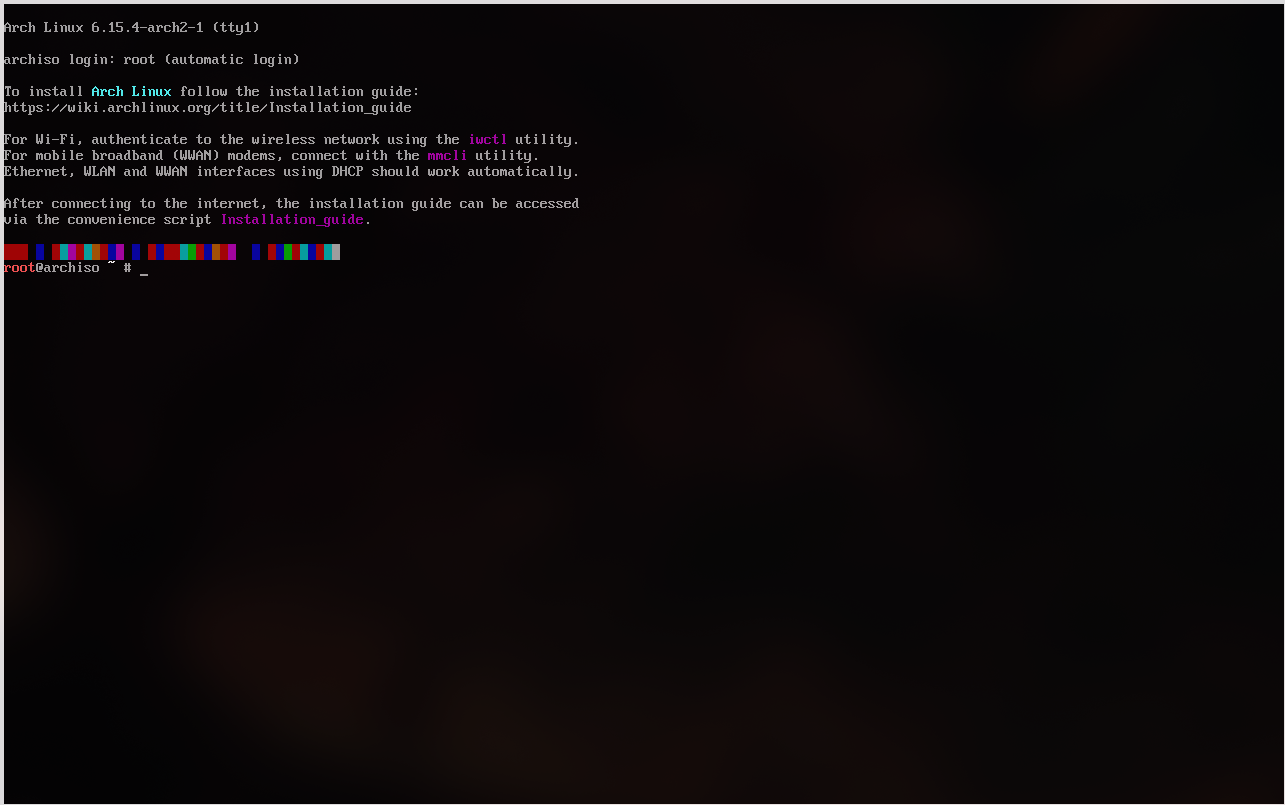 Arch Linux 6.15.4-arch2-1 (tty1)
archiso login: root (automatic login)
To install Arch Linux follow the installation guide:
https://wiki.archlinux.org/title/Installation_guide
For Wi-Fi, authenticate to the wireless network using the iwctl utility.
For mobile broadband (WWAN) modems, connect with the mmcli utility.
Ethernet, WLAN and WWAN interfaces using DHCP should work automatically.
After connecting to the internet, the installation guide can be accessed
via the convenience script Installation_guide.
root@archiso ~ # _